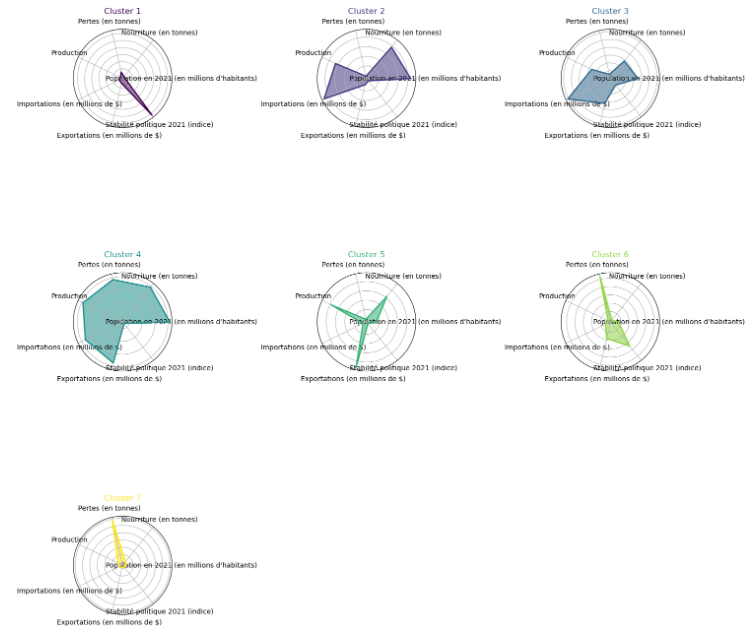 Cluster 1
Pertes (en tonnes)
Nourriture (en tonnes)
Production
Population en 2021 (en millions d'habitants)
Importations (en millions de $)
Stabilité politique 2021 (indice)
Exportations (en millions de $)
Cluster 2
Pertes (en tonnes)
Nourriture (en tonnes)
Production
Population en 2021 (en millions d'habitants)
Importations (en millions de $)
Stabilité politique 2021 (indice)
Exportations (en millions de $)
Cluster 3
Pertes (en tonnes)
Nourriture (en tonnes)
Production
Population en 2021 (en millions d'habitants)
Importations (en millions de $)
Stabilité politique 2021 (indice)
Exportations (en millions de $)
Cluster 4
Pertes (en tonnes)
Nourriture (en tonnes)
Production
Population en 2021 (en millions d'habitants)
Importations (en millions de $)
Stabilité politique 2021 (indice)
Exportations (en millions de $)
Cluster 5
Pertes (en tonnes)
Nourriture (en tonnes)
Production
Population en 2021 (en millions d'habitants)
Importations (en millions de $)
Stabilité politique 2021 (indice)
Exportations (en millions de $)
Cluster 6
Pertes (en tonnes)
Nourriture (en tonnes)
Production
Population en 2021 (en millions d'habitants)
Importations (en millions de $)
Stabilité politique 2021 (indice)
Exportations (en millions de $)
Cluster 7
Pertes (en tonnes)
Nourriture (en tonnes)
Production
Population en 2021 (en millions d'habitants)
Importations (en millions de $)
Stabilité politique 2021 (indice)
Exportations (en millions de $)